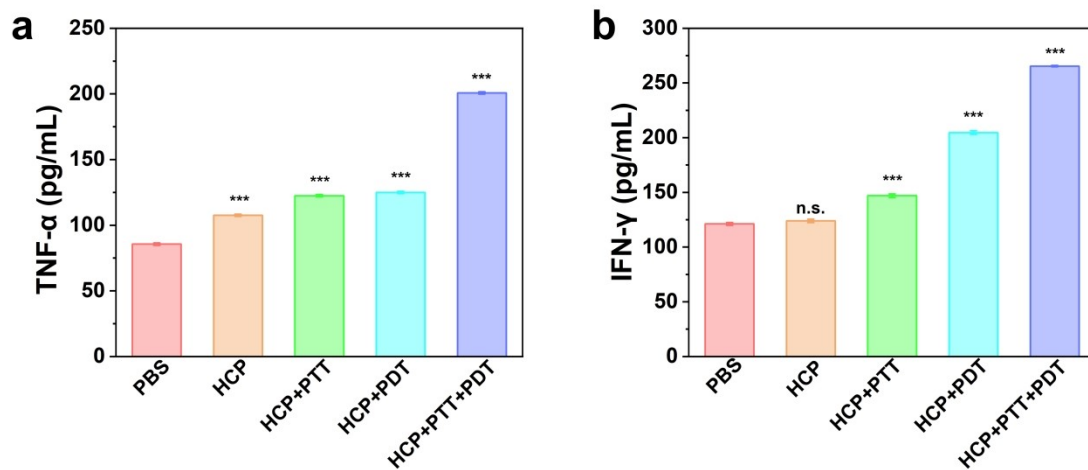 a
TNF-α (pg/mL)
250
200
150
100
50
0
***
***
***
***
PBS
HCP
HCP+PTT
HCP+PDT
HCP+PTT+PDT
b
IFN-γ (pg/mL)
300
250
200
150
100
50
0
n.s.
***
***
***
PBS
HCP
HCP+PTT
HCP+PDT
HCP+PTT+PDT